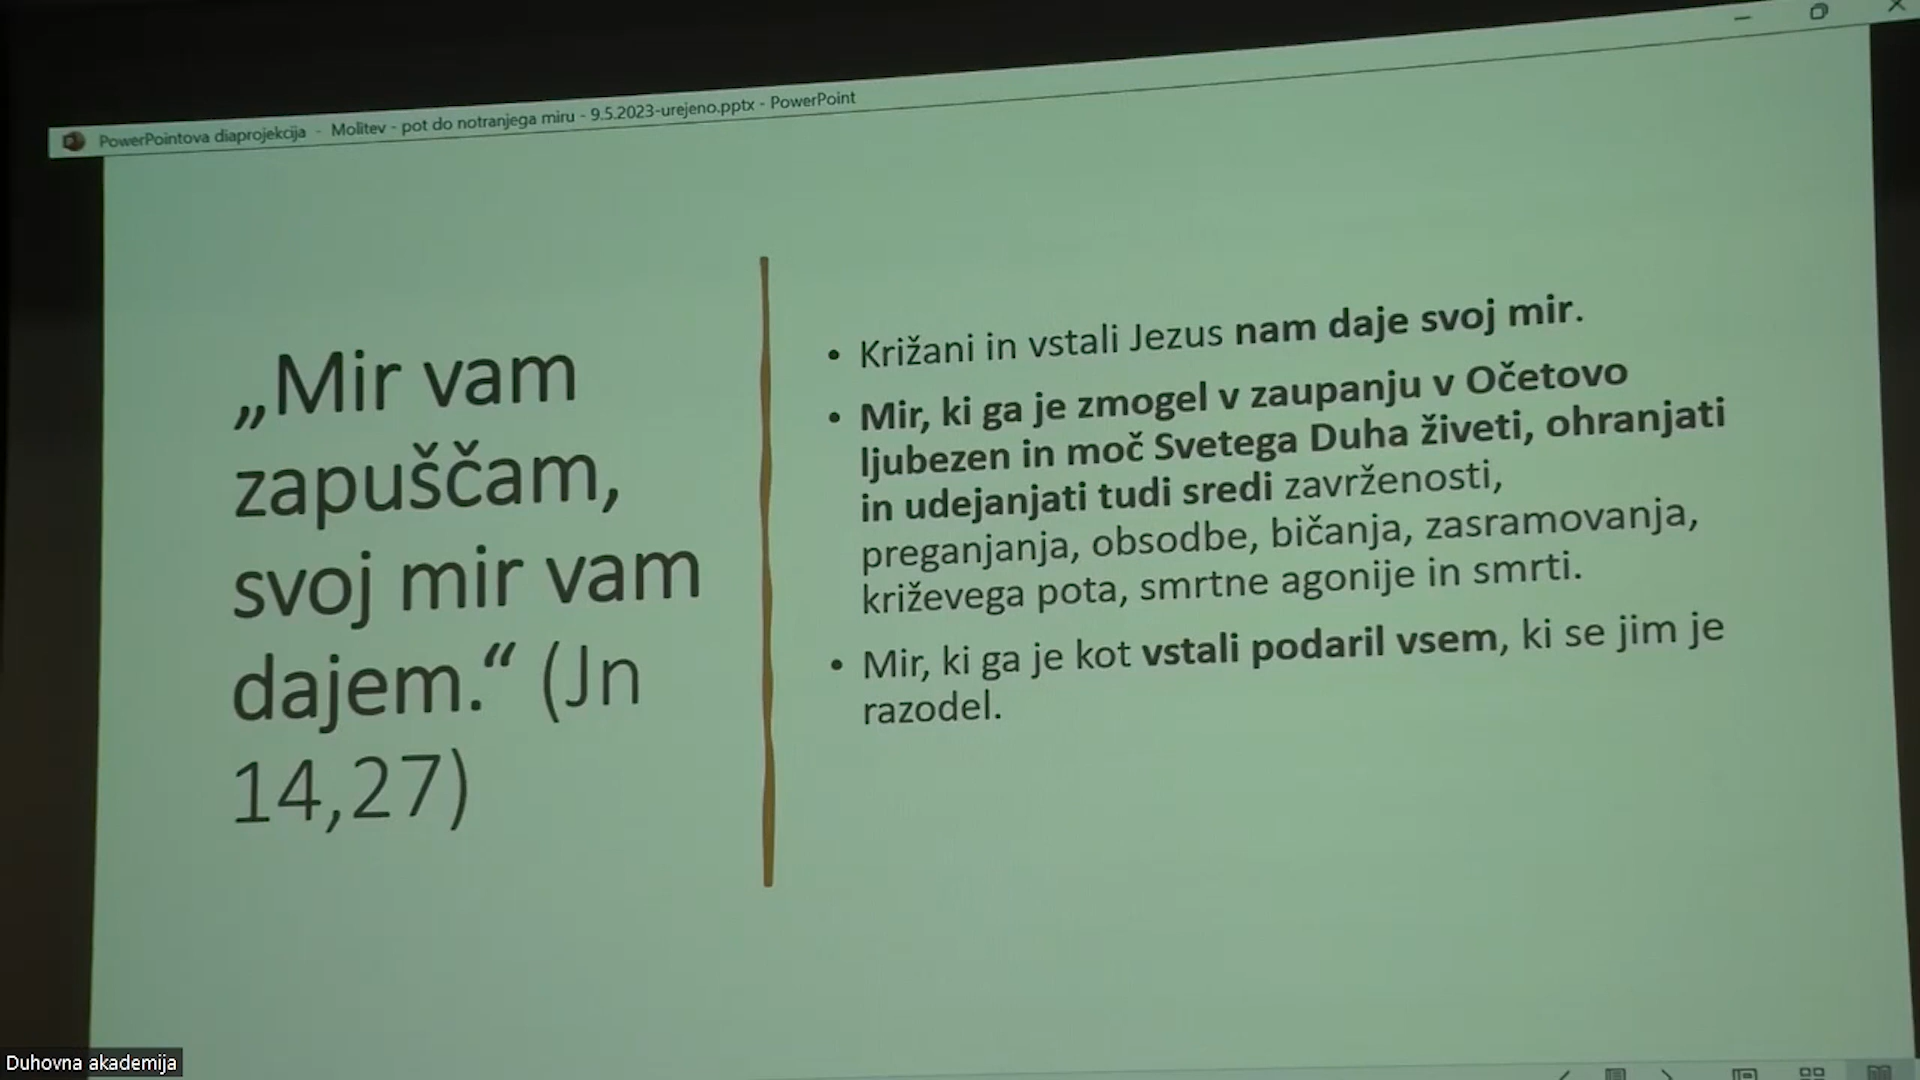 PowerPointova diaprojekcija - Molitev - pot do notranjega miru - 9.5.2023-urejeno.pptx - PowerPoint
„Mir vam
zapuščam,
svoj mir vam
dajem.“ (Jn
14,27)
• Križani in vstali Jezus nam daje svoj mir.
• Mir, ki ga je zmogel v zaupanju v Očetovo
ljubezen in moč Svetega Duha živeti, ohranjati
in udejanjati tudi sredi zavrženosti,
preganjanja, obsodbe, bičanja, zasramovanja,
križevega pota, smrtne agonije in smrti.
• Mir, ki ga je kot vstali podaril vsem, ki se jim je
razodel.
Duhovna akademija